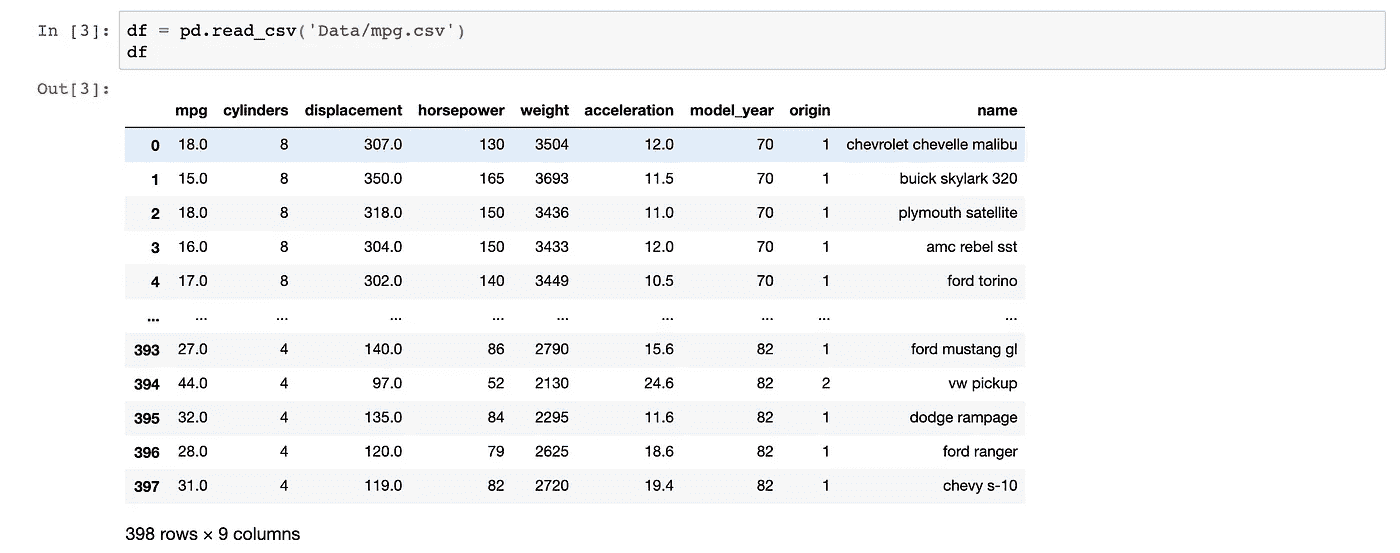 In [3]: df = pd.read_csv('Data/mpg.csv')
df
Out[3]:
mpg cylinders displacement horsepower weight acceleration model_year origin name
0 18.0 8 307.0 130 3504 12.0 70 1 chevrolet chevelle malibu
1 15.0 8 350.0 165 3693 11.5 70 1 buick skylark 320
2 18.0 8 318.0 150 3436 11.0 70 1 plymouth satellite
3 16.0 8 304.0 150 3433 12.0 70 1 amc rebel sst
4 17.0 8 302.0 140 3449 10.5 70 1 ford torino
... ... ... ... ... ... ... ... ... ...
393 27.0 4 140.0 86 2790 15.6 82 1 ford mustang gl
394 44.0 4 97.0 52 2130 24.6 82 2 vw pickup
395 32.0 4 135.0 84 2295 11.6 82 1 dodge rampage
396 28.0 4 120.0 79 2625 18.6 82 1 ford ranger
397 31.0 4 119.0 82 2720 19.4 82 1 chevy s-10
398 rows × 9 columns